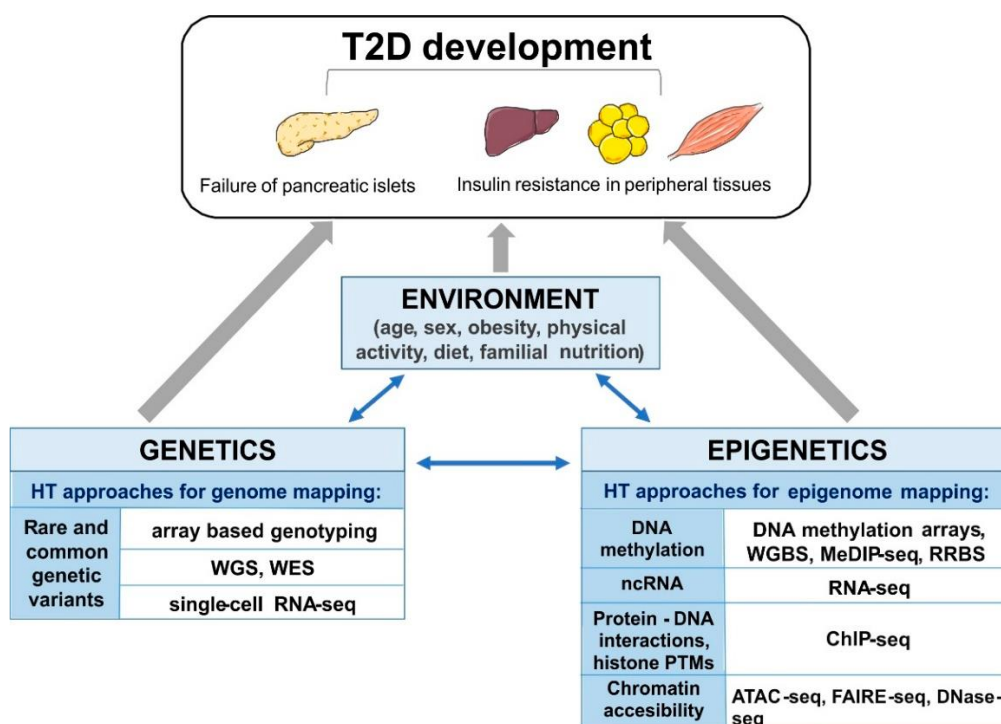 T2D development
Failure of pancreatic islets
Insulin resistance in peripheral tissues
ENVIRONMENT
(age, sex, obesity, physical
activity, diet, familial nutrition)
GENETICS
HT approaches for genome mapping:
Rare and
common
genetic
variants
array based genotyping
WGS, WES
single-cell RNA-seq
EPIGENETICS
HT approaches for epigenome mapping:
DNA
methylation
DNA methylation arrays,
WGBS, MeDIP-seq, RRBS
ncRNA
RNA-seq
Protein - DNA
interactions,
histone PTMs
ChIP-seq
Chromatin
accesibility
ATAC-seq, FAIRE-seq, DNase-
seq